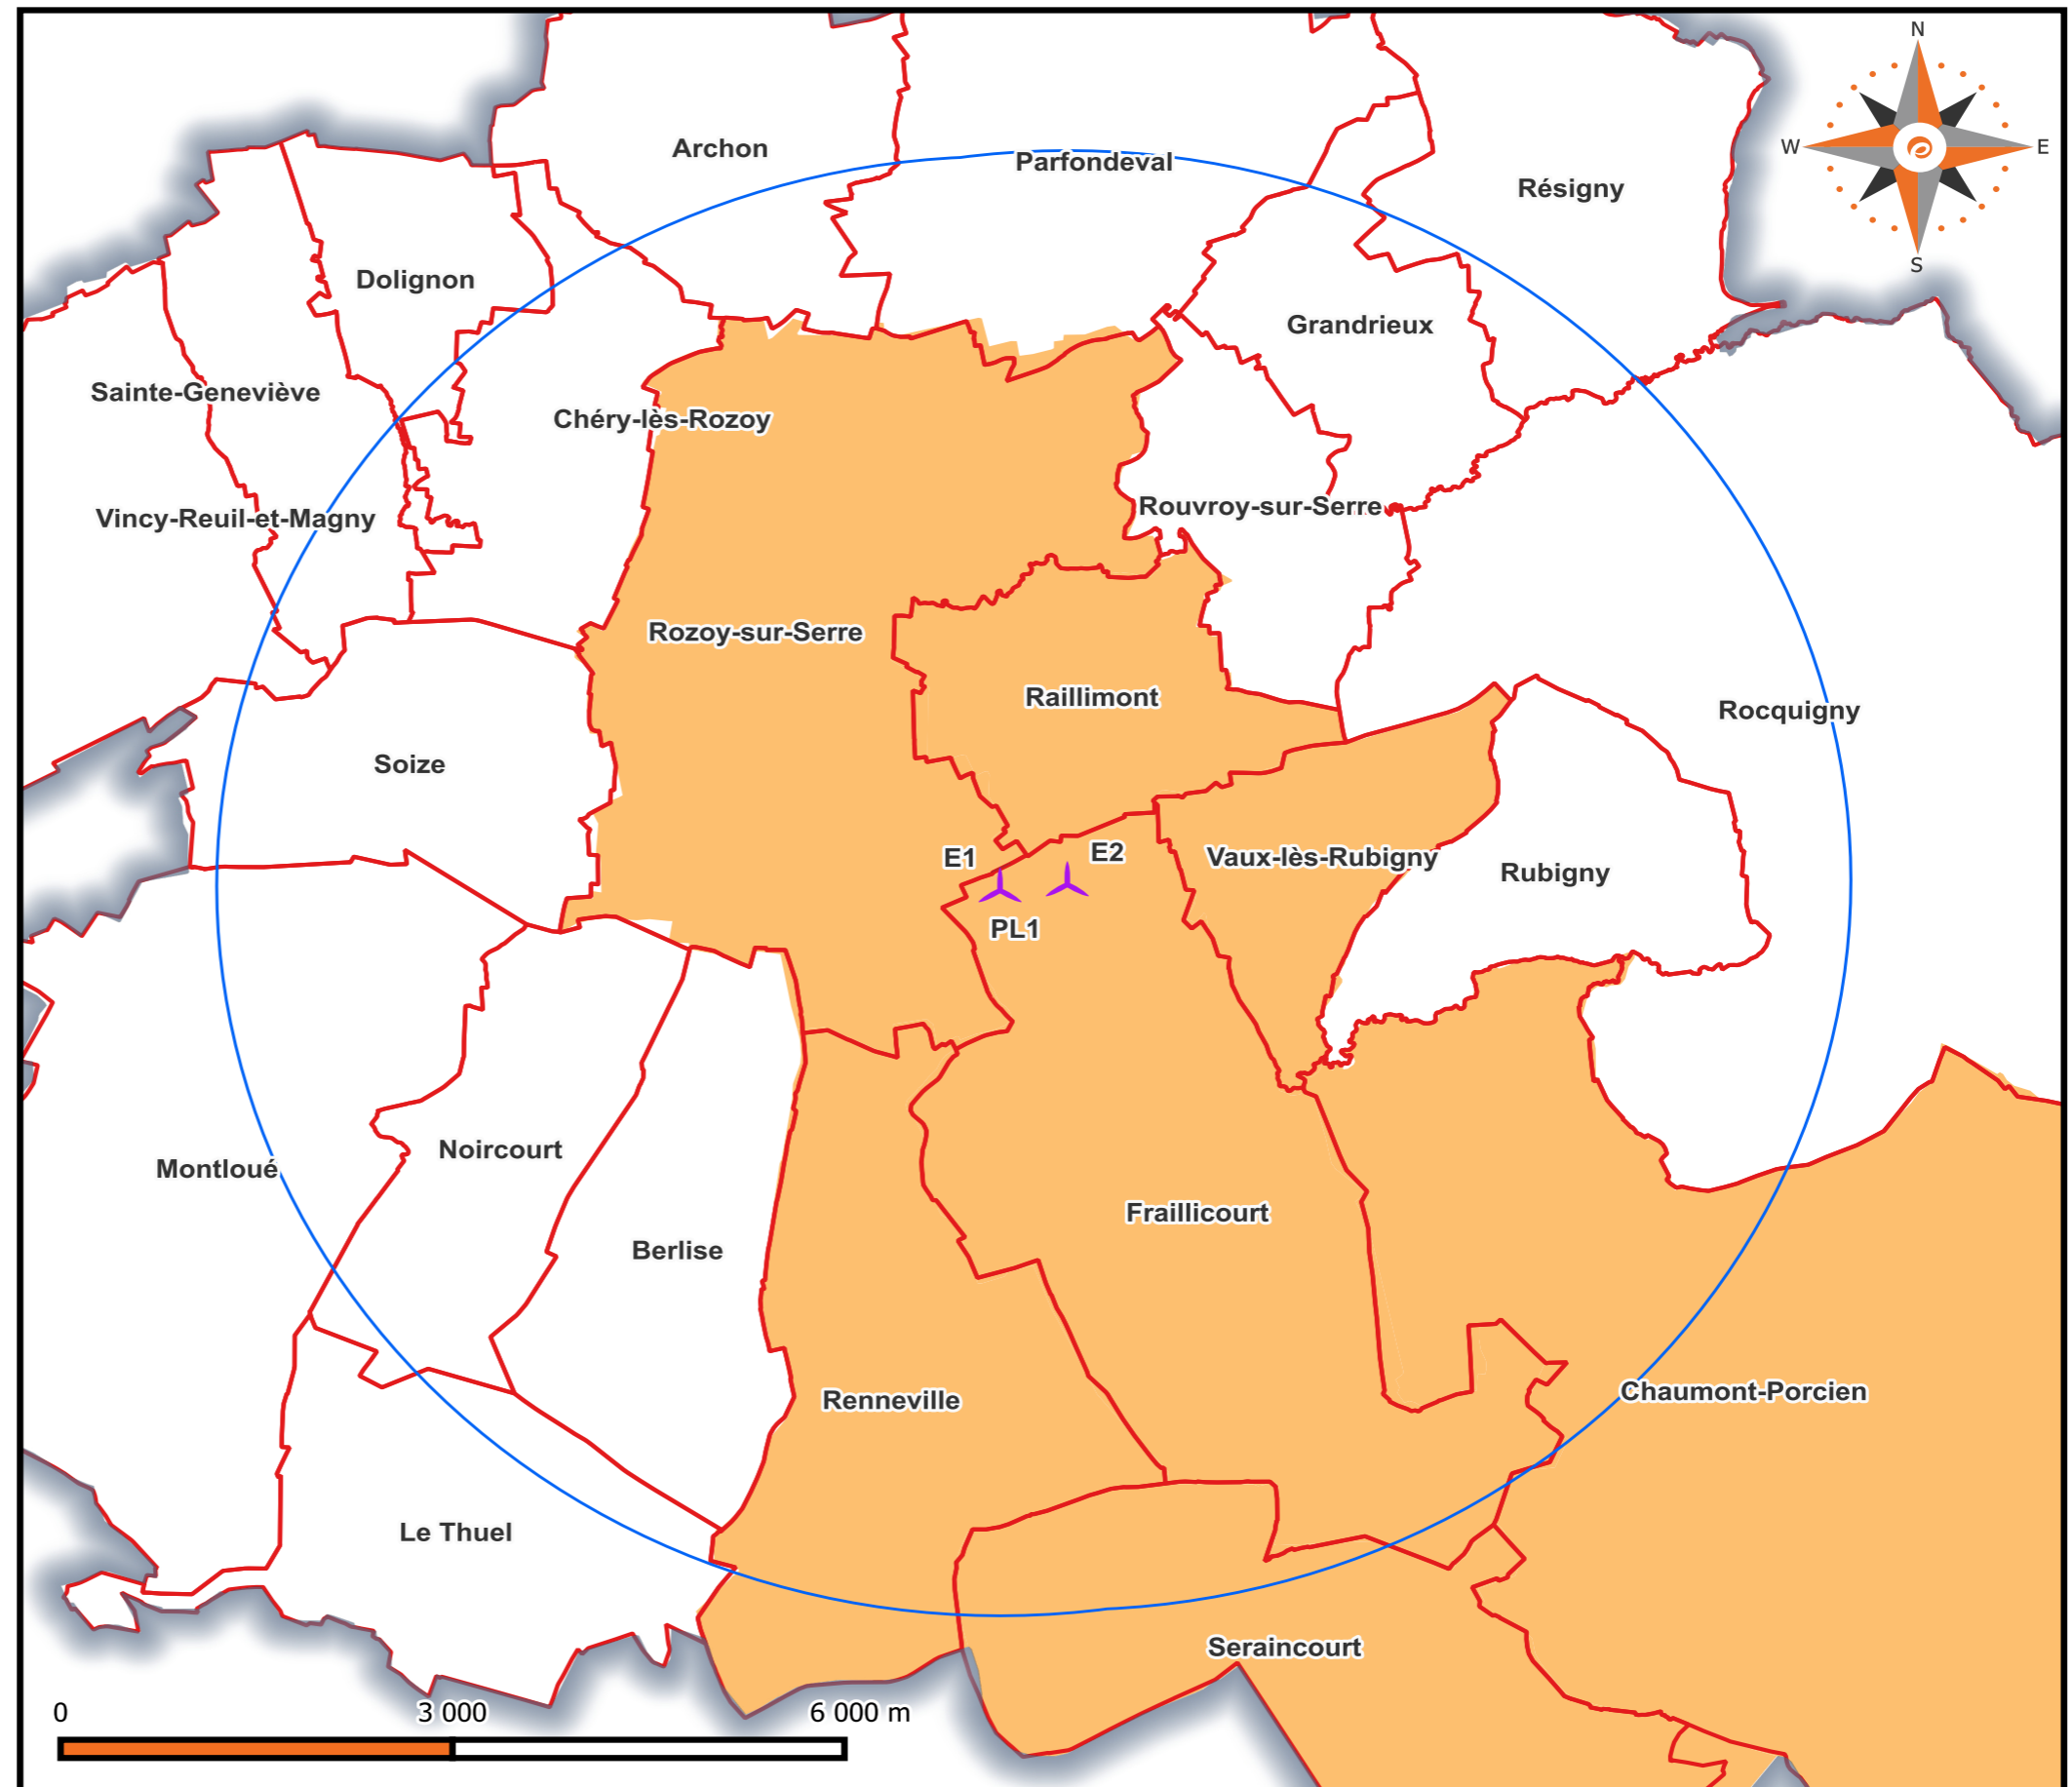 N
Archon
W
E
Parfondeval
Résigny
S
Dolignon
Grandrieux
Sainte-Geneviève
Chéry-lès-Rozoy
Rouvroy-sur-Serre
Vincy-Reuil-et-Magny
Rozoy-sur-Serre
Raillimont
Rocquigny
Soize
E1
E2
Vaux-lès-Rubigny
Rubigny
PL1
Noircourt
Montloué
Fraillicourt
Berlise
Chaumont-Porcien
Renneville
Le Thuel
Seraincourt
0 3 000 6 000 m